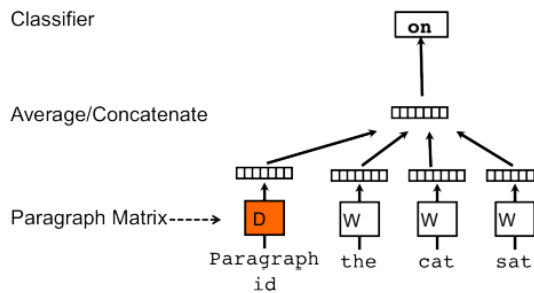 Classifier
on
Average/Concatenate
Paragraph Matrix
D
W
W
W
Paragraph
id
the
cat
sat